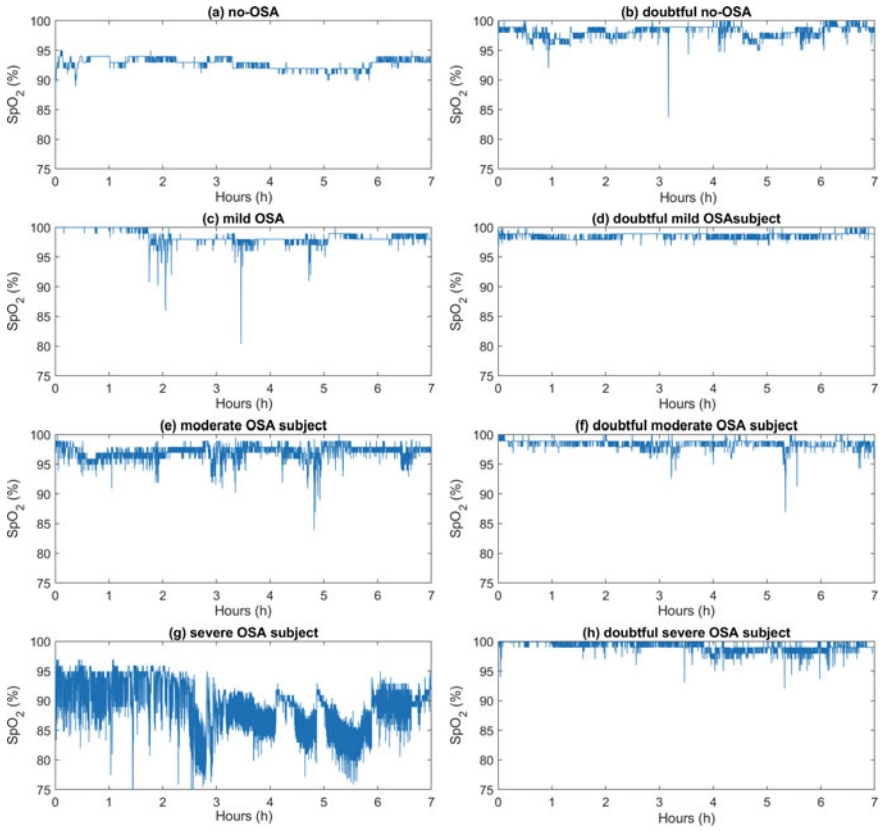 (a) no-OSA
100
95
90
85
80
75
SpO2 (%)
0 1 2 3 4 5 6 7
Hours (h)
(b) doubtful no-OSA
100
95
90
85
80
75
SpO2 (%)
0 1 2 3 4 5 6 7
Hours (h)
(c) mild OSA
100
95
90
85
80
75
SpO2 (%)
0 1 2 3 4 5 6 7
Hours (h)
(d) doubtful mild OSAsubject
100
95
90
85
80
75
SpO2 (%)
0 1 2 3 4 5 6 7
Hours (h)
(e) moderate OSA subject
100
95
90
85
80
75
SpO2 (%)
0 1 2 3 4 5 6 7
Hours (h)
(f) doubtful moderate OSA subject
100
95
90
85
80
75
SpO2 (%)
0 1 2 3 4 5 6 7
Hours (h)
(g) severe OSA subject
100
95
90
85
80
75
SpO2 (%)
0 1 2 3 4 5 6 7
Hours (h)
(h) doubtful severe OSA subject
100
95
90
85
80
75
SpO2 (%)
0 1 2 3 4 5 6 7
Hours (h)